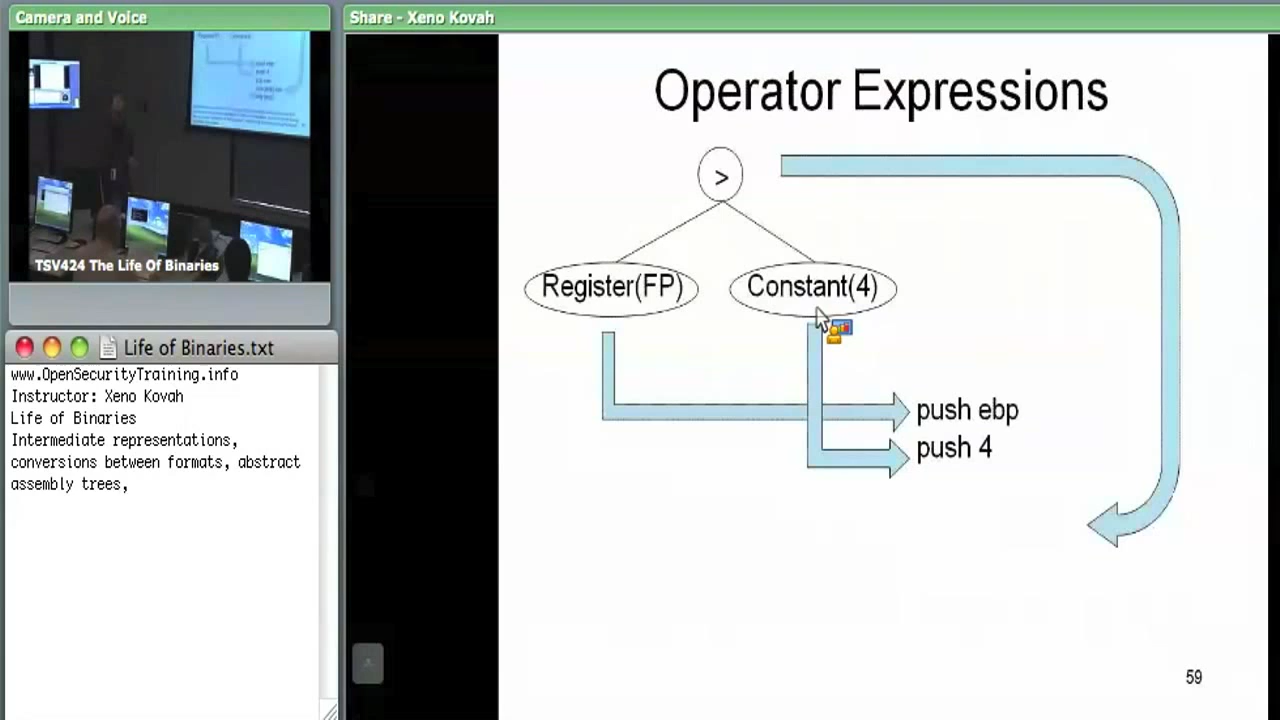 Camera and Voice
TSV424 The Life Of Binaries
Life of Binaries.txt
www.OpenSecurityTraining.info
Instructor: Xeno Kovah
Life of Binaries
Intermediate representations,
conversions between formats, abstract
assembly trees,
Share - Xeno Kovah
Operator Expressions
>
Register(FP)
Constant(4)
push ebp
push 4
59